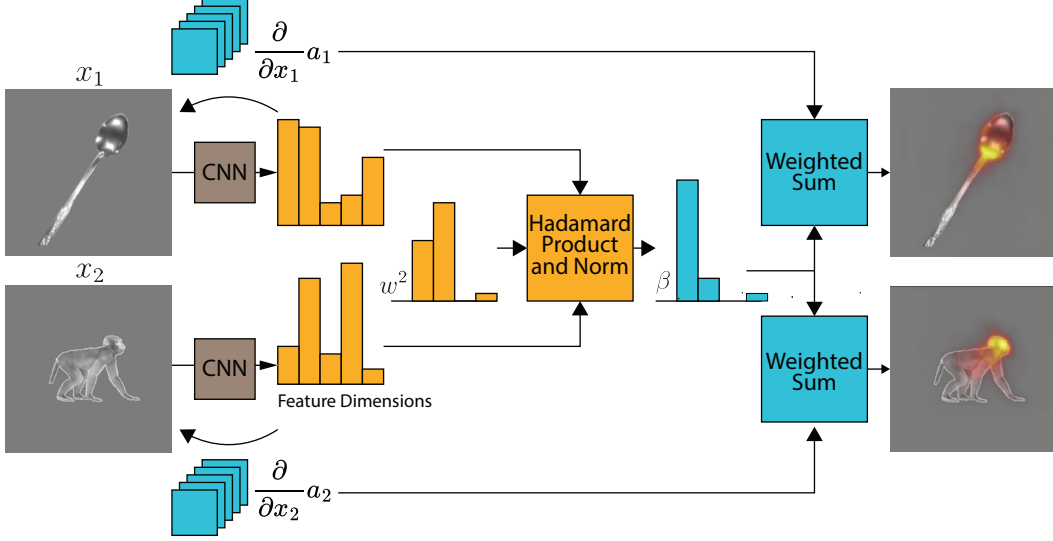 ∂/∂x₁ a₁
x₁
CNN
Weighted
Sum
Hadamard
Product
and Norm
w²
β
x₂
CNN
Weighted
Sum
Feature Dimensions
∂/∂x₂ a₂